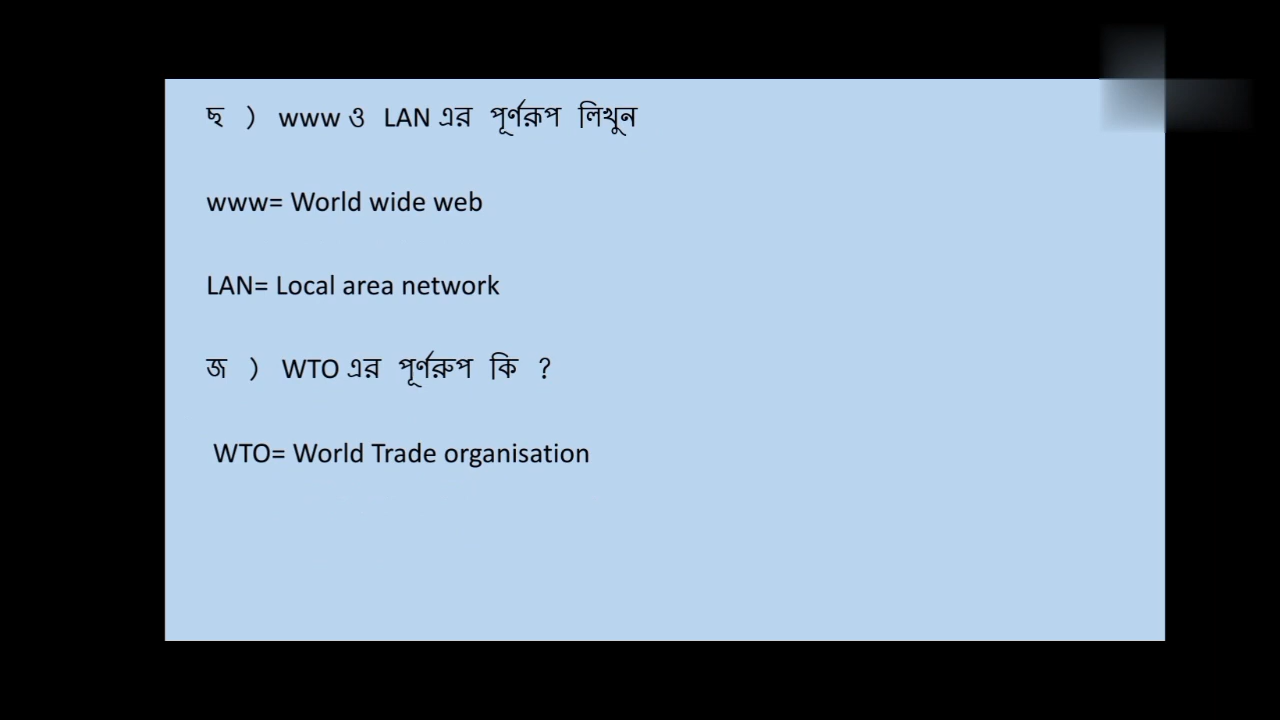 ছ ) www ও LAN এর পূর্ণরূপ লিখুন
www= World wide web
LAN= Local area network
জ ) WTO এর পূর্ণরুপ কি ?
WTO= World Trade organisation